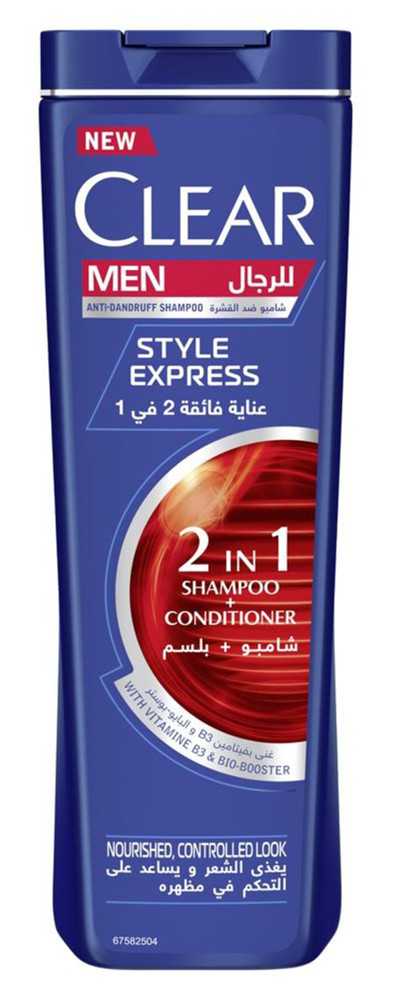 NEW
CLEAR
MEN للرجال
ANTI-DANDRUFF SHAMPOO شامبو ضد القشرة
STYLE
EXPRESS
عناية فائقة 2 في 1
2 IN 1
SHAMPOO
+
CONDITIONER
شامبو + بلسم
غنى بفيتامين B3 و البايو-بوستر
WITH VITAMINE B3 & BIO-BOOSTER
NOURISHED, CONTROLLED LOOK
يغذى الشعر و يساعد على
التحكم في مظهره
67582504